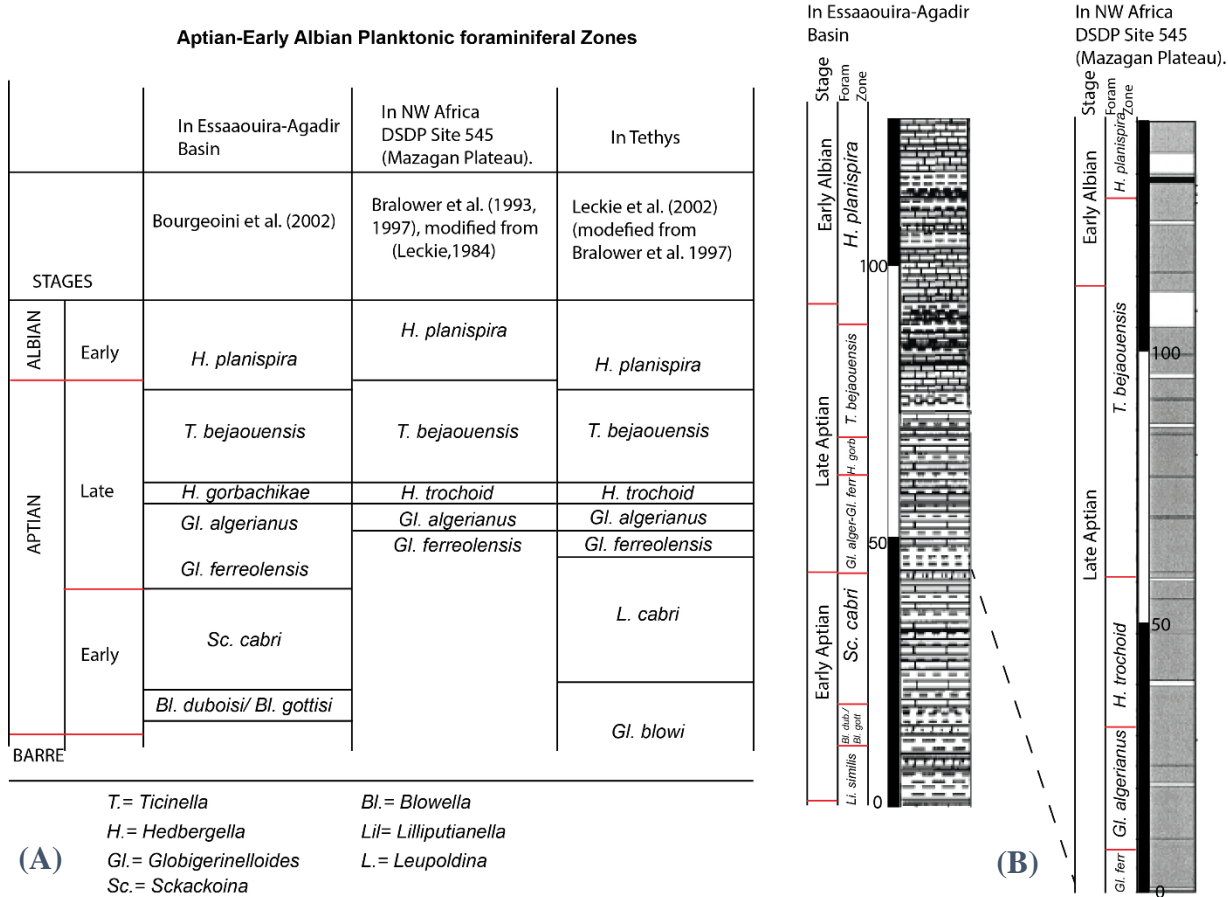 Aptian-Early Albian Planktonic foraminiferal Zones
In Essaaouira-Agadir
Basin
In NW Africa
DSDP Site 545
(Mazagan Plateau).
In Tethys
STAGES
Bourgeoini et al. (2002)
Bralower et al. (1993,
1997), modified from
(Leckie,1984)
Leckie et al. (2002)
(modefied from
Bralower et al. 1997)
ALBIAN
Early
H. planispira
H. planispira
H. planispira
APTIAN
Late
T. bejaouensis
T. bejaouensis
T. bejaouensis
H. gorbachikae
H. trochoid
H. trochoid
Gl. algerianus
Gl. algerianus
Gl. algerianus
Gl. ferreolensis
Gl. ferreolensis
Gl. ferreolensis
Early
Sc. cabri
L. cabri
Bl. duboisi/ Bl. gottisi
Gl. blowi
BARRE
T.= Ticinella
H.= Hedbergella
Gl.= Globigerinelloides
Sc.= Sckackoina
Bl.= Blowella
Lil= Lilliputianella
L.= Leupoldina
(A)
In Essaaouira-Agadir
Basin
Stage
Foram
Zone
Early Albian
H. planispira
100
Late Aptian
T. bejaouensis
H. gorb
Gl. alger-Gl. ferr
50
Early Aptian
Sc. cabri
Bl. dub./
Bl. gott
Li. similis
0
In NW Africa
DSDP Site 545
(Mazagan Plateau).
Stage
Foram
Zone
Early Albian
H. planispira
Late Aptian
T. bejaouensis
100
H. trochoid
50
Gl. algerianus
Gl. ferr
0
(B)